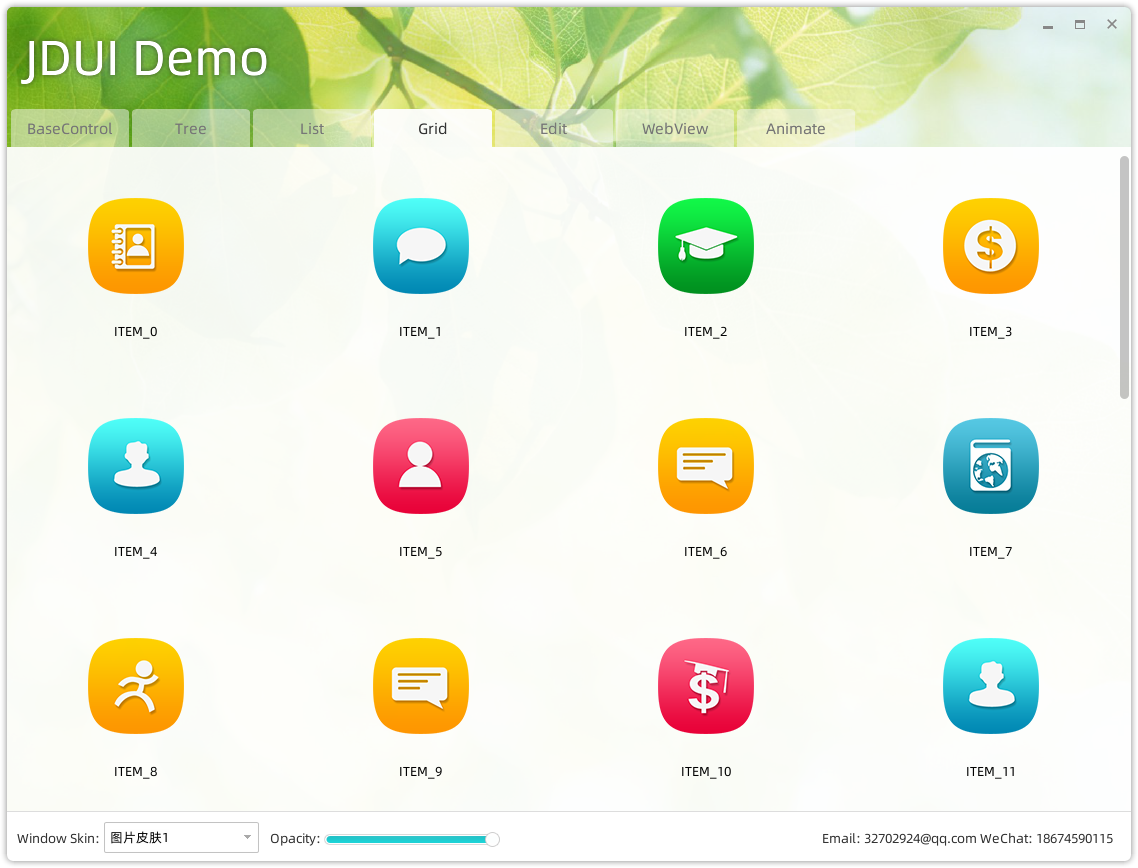 JDUI Demo
BaseControl Tree List Grid Edit WebView Animate
ITEM_0 ITEM_1 ITEM_2 ITEM_3
ITEM_4 ITEM_5 ITEM_6 ITEM_7
ITEM_8 ITEM_9 ITEM_10 ITEM_11
Window Skin: 图片皮肤1 Opacity: Email: 32702924@qq.com WeChat: 18674590115